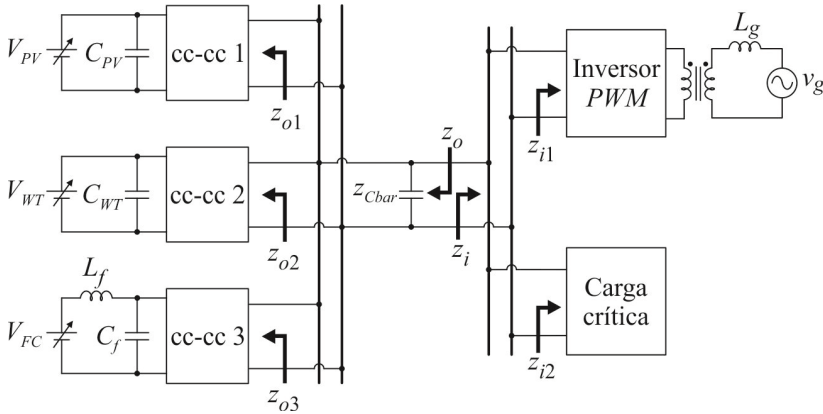 V_PV
C_PV
cc-cc 1
z_o1
V_WT
C_WT
cc-cc 2
z_o2
L_f
V_FC
C_f
cc-cc 3
z_o3
z_Cbar
z_o
z_i
Inversor
PWM
z_i1
L_g
v_g
Carga
crítica
z_i2